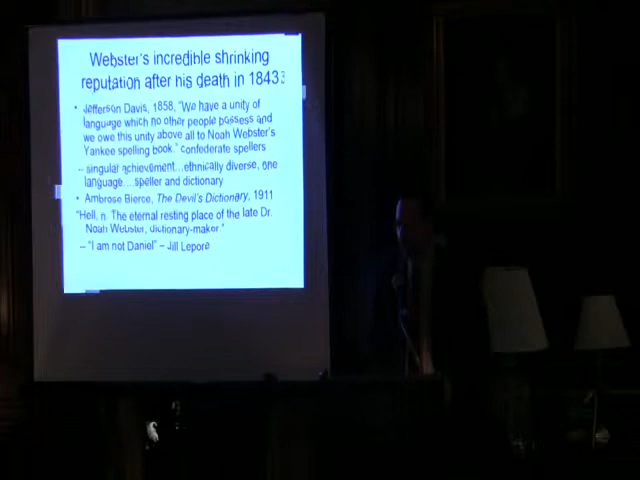 Webster's incredible shrinking
reputation after his death in 1843
• Jefferson Davis, 1858, "We have a unity of
language which no other people possess and
we owe this unity above all to Noah Webster's
Yankee spelling book." confederate spellers
– singular achievement...ethnically diverse, one
language....speller and dictionary
• Ambrose Bierce, The Devil's Dictionary, 1911
"Hell, n. The eternal resting place of the late Dr.
Noah Webster, dictionary-maker."
– "I am not Daniel" – Jill Lepore